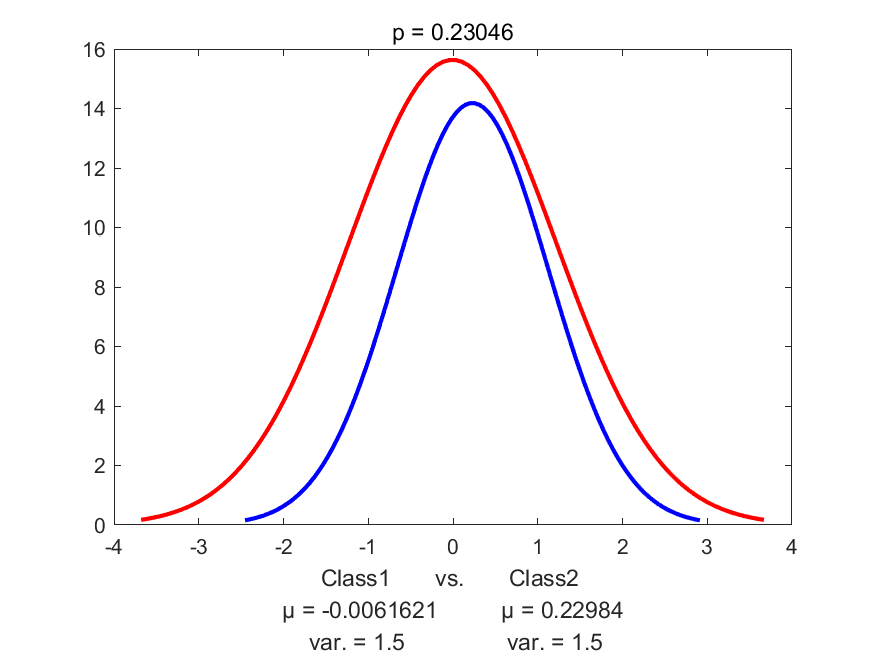 p = 0.23046
16
14
12
10
8
6
4
2
0
-4 -3 -2 -1 0 1 2 3 4
Class1 vs. Class2
μ = -0.0061621 μ = 0.22984
var. = 1.5 var. = 1.5